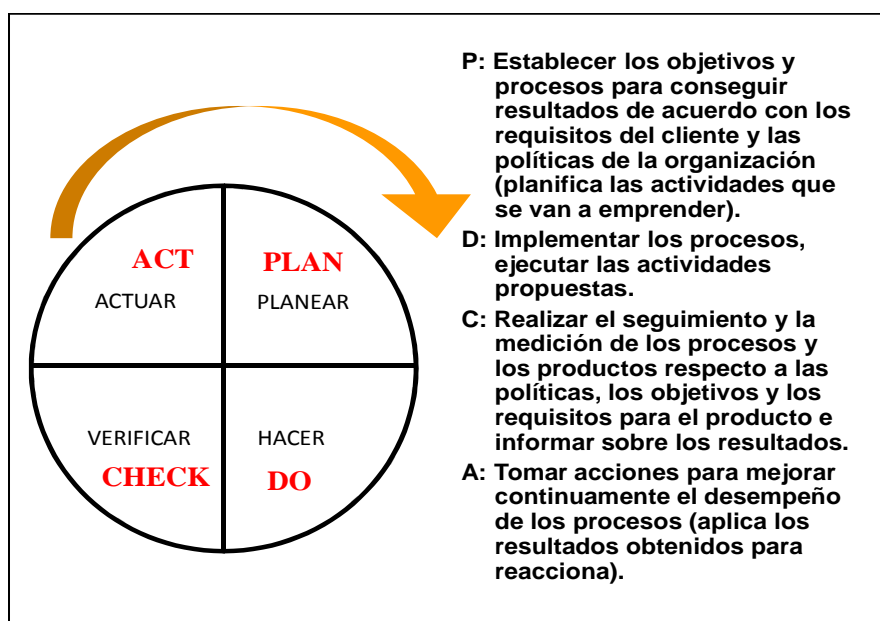 ACT
PLAN
ACTUAR
PLANEAR
VERIFICAR
HACER
CHECK
DO
P: Establecer los objetivos y
procesos para conseguir
resultados de acuerdo con los
requisitos del cliente y las
políticas de la organización
(planifica las actividades que
se van a emprender).
D: Implementar los procesos,
ejecutar las actividades
propuestas.
C: Realizar el seguimiento y la
medición de los procesos y
los productos respecto a las
políticas, los objetivos y los
requisitos para el producto e
informar sobre los resultados.
A: Tomar acciones para mejorar
continuamente el desempeño
de los procesos (aplica los
resultados obtenidos para
reacciona).